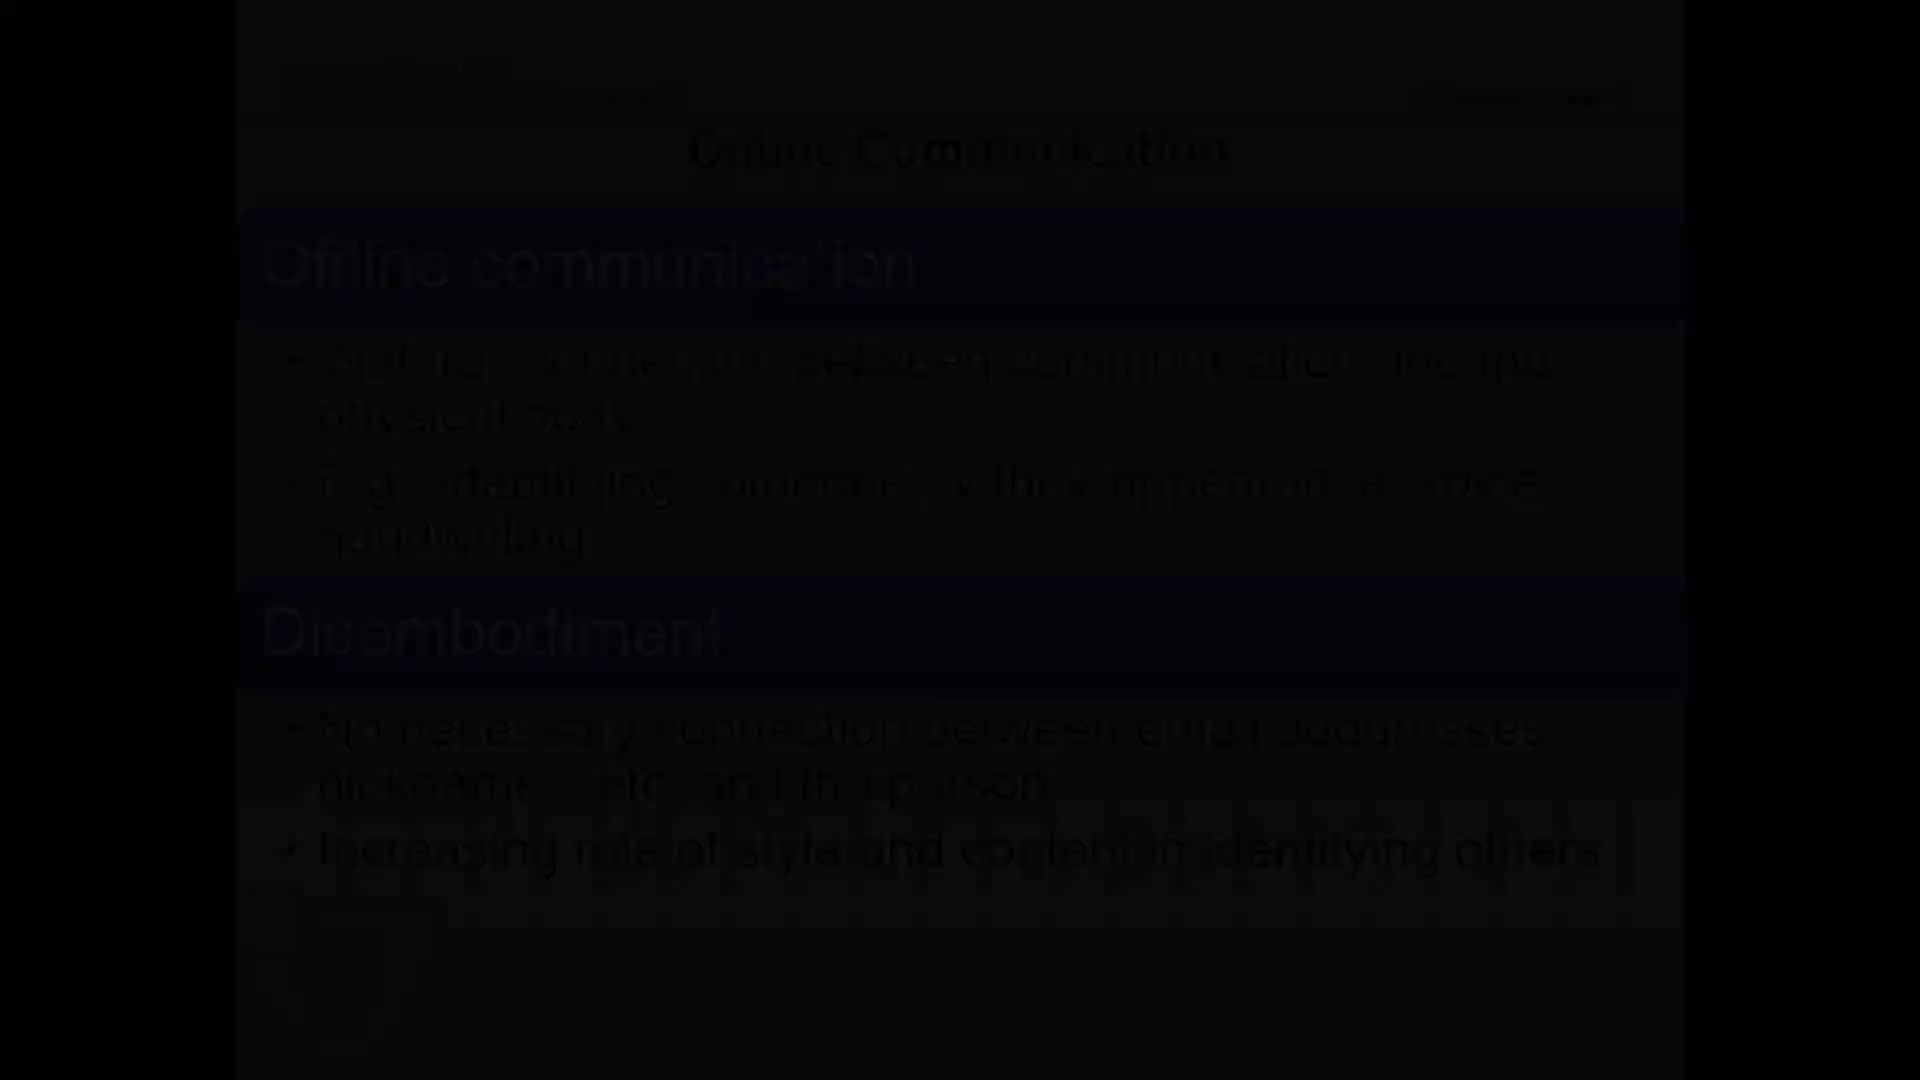 Online Communication
Offline communication
"Natural" connection between communication and the
physical body
E.g. identifying someone by their appearance, voice,
handwriting
Disembodiment
No necessary connection between email addresses,
nicknames, etc. and the person
Increasing role of style and content in identifying others